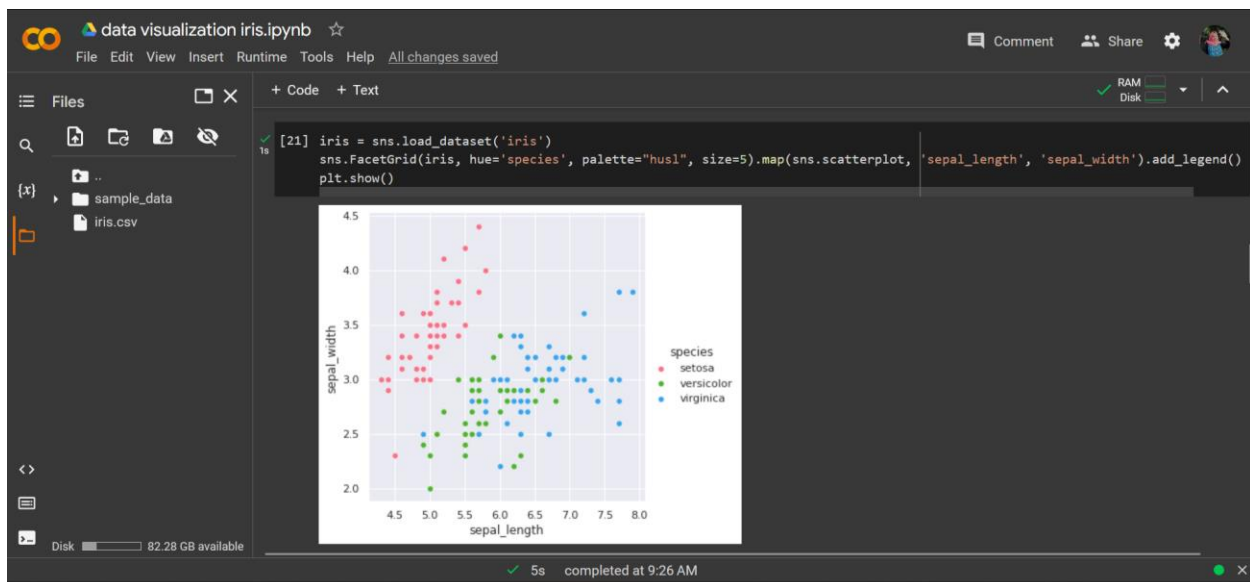 CO
data visualization iris.ipynb
File Edit View Insert Runtime Tools Help All changes saved
Comment Share
Files
+ Code + Text
RAM
Disk
{x}
..
sample_data
iris.csv
1s
[21] iris = sns.load_dataset('iris')
sns.FacetGrid(iris, hue='species', palette="husl", size=5).map(sns.scatterplot, 'sepal_length', 'sepal_width').add_legend()
plt.show()
4.5
4.0
3.5
3.0
2.5
2.0
sepal_width
4.5 5.0 5.5 6.0 6.5 7.0 7.5 8.0
sepal_length
species
setosa
versicolor
virginica
<>
Disk 82.28 GB available
5s completed at 9:26 AM